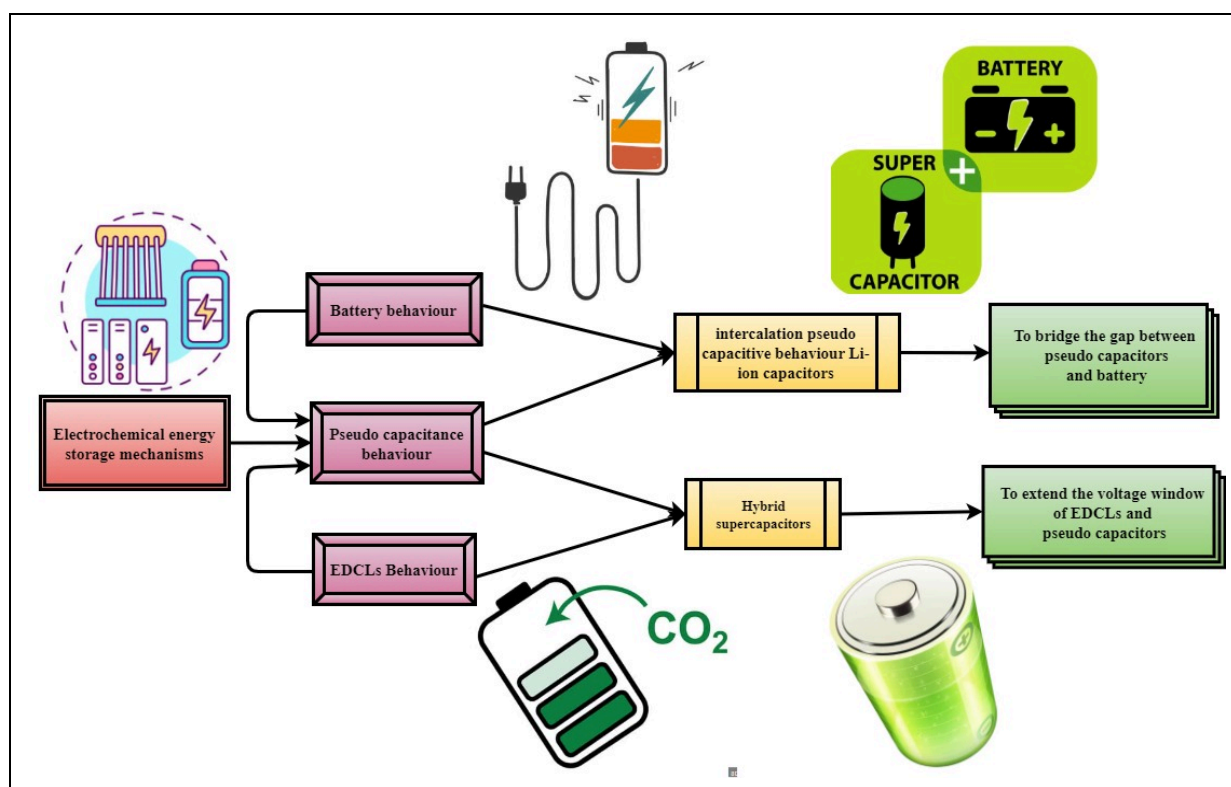 BATTERY
SUPER
CAPACITOR
Battery behaviour
intercalation pseudo
capacitive behaviour Li-
ion capacitors
To bridge the gap between
pseudo capacitors
and battery
Electrochemical energy
storage mechanisms
Pseudo capacitance
behaviour
Hybrid
supercapacitors
To extend the voltage window
of EDCLs and
pseudo capacitors
EDCLs Behaviour
CO₂